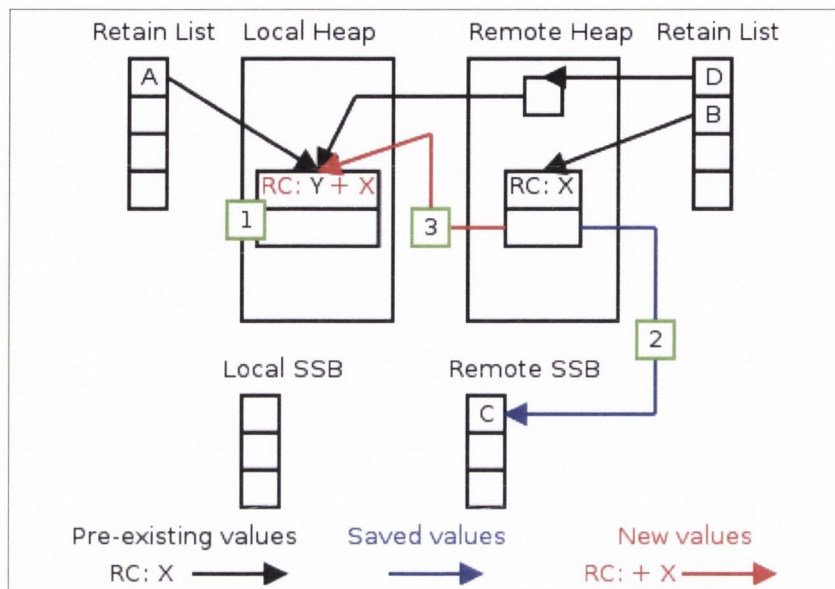 Retain List Local Heap Remote Heap Retain List
A
D
B
RC: Y + X
RC: X
1
3
2
Local SSB Remote SSB
C
Pre-existing values Saved values New values
RC: X RC: + X